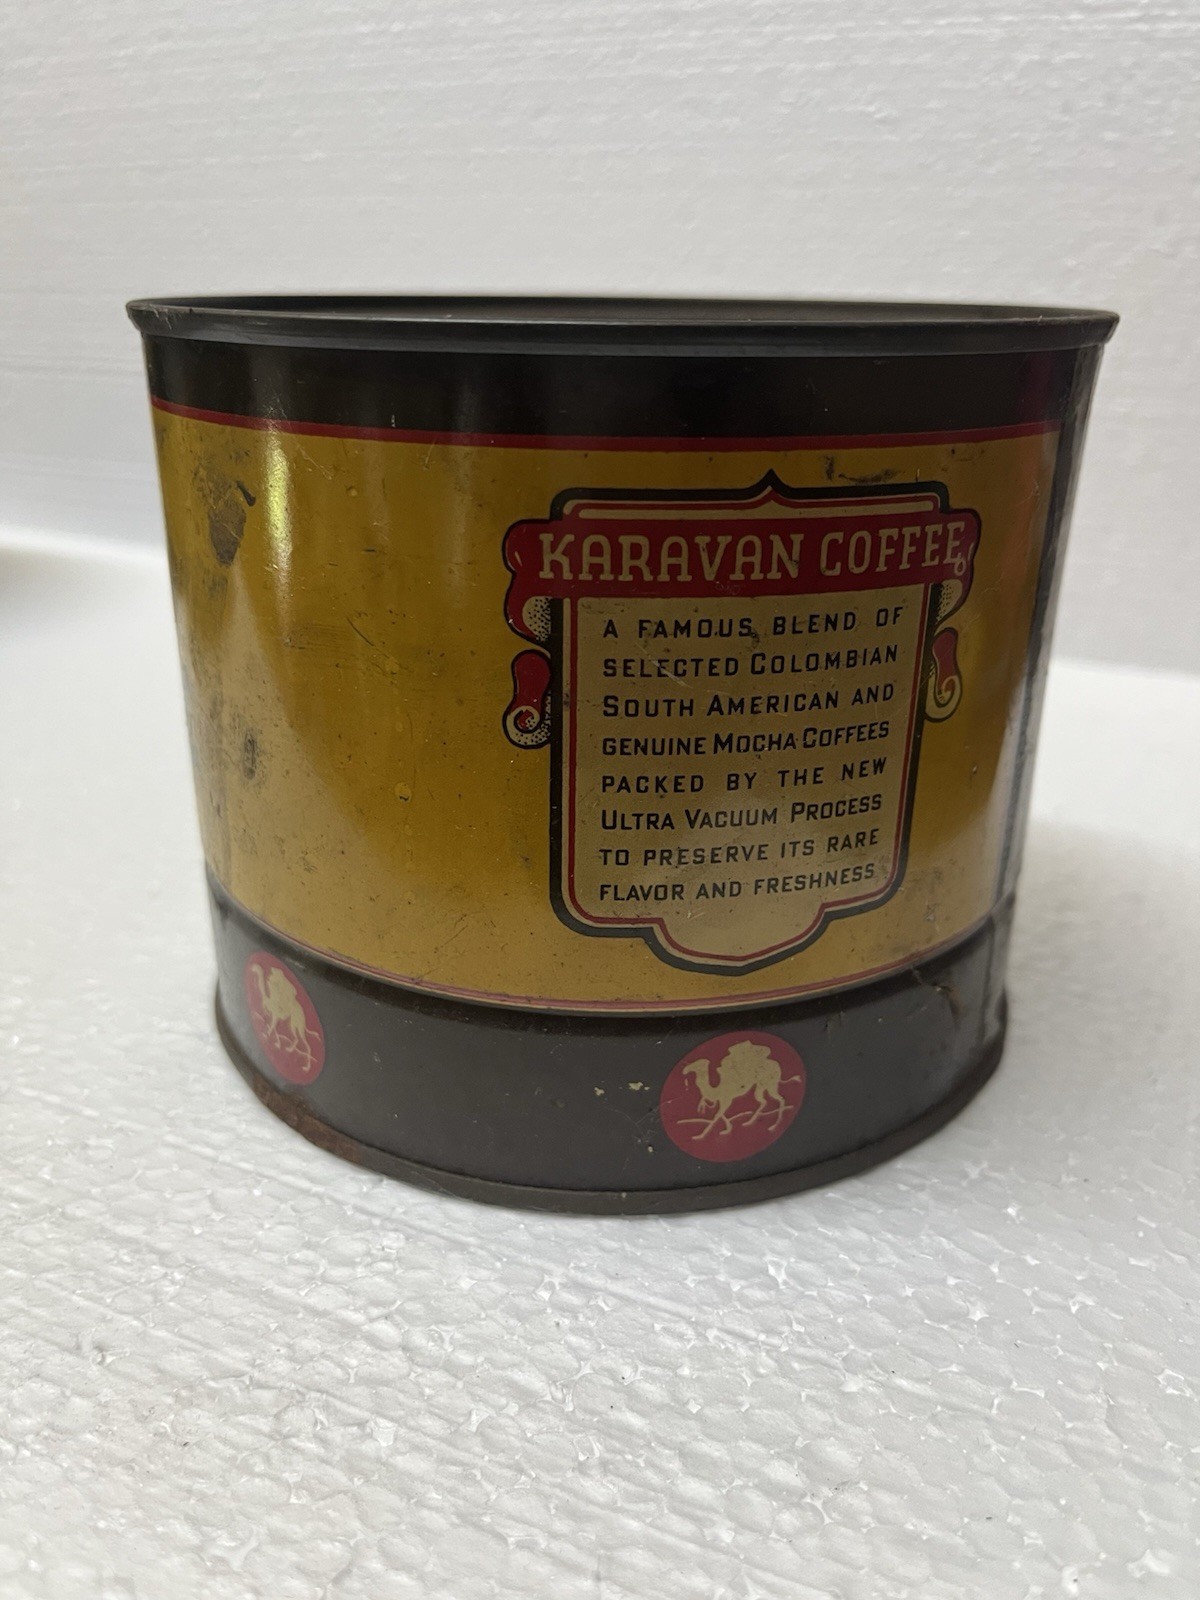 KARAVAN COFFEE
A FAMOUS BLEND OF
SELECTED COLOMBIAN
SOUTH AMERICAN AND
GENUINE MOCHA COFFEES
PACKED BY THE NEW
ULTRA VACUUM PROCESS
TO PRESERVE ITS RARE
FLAVOR AND FRESHNESS